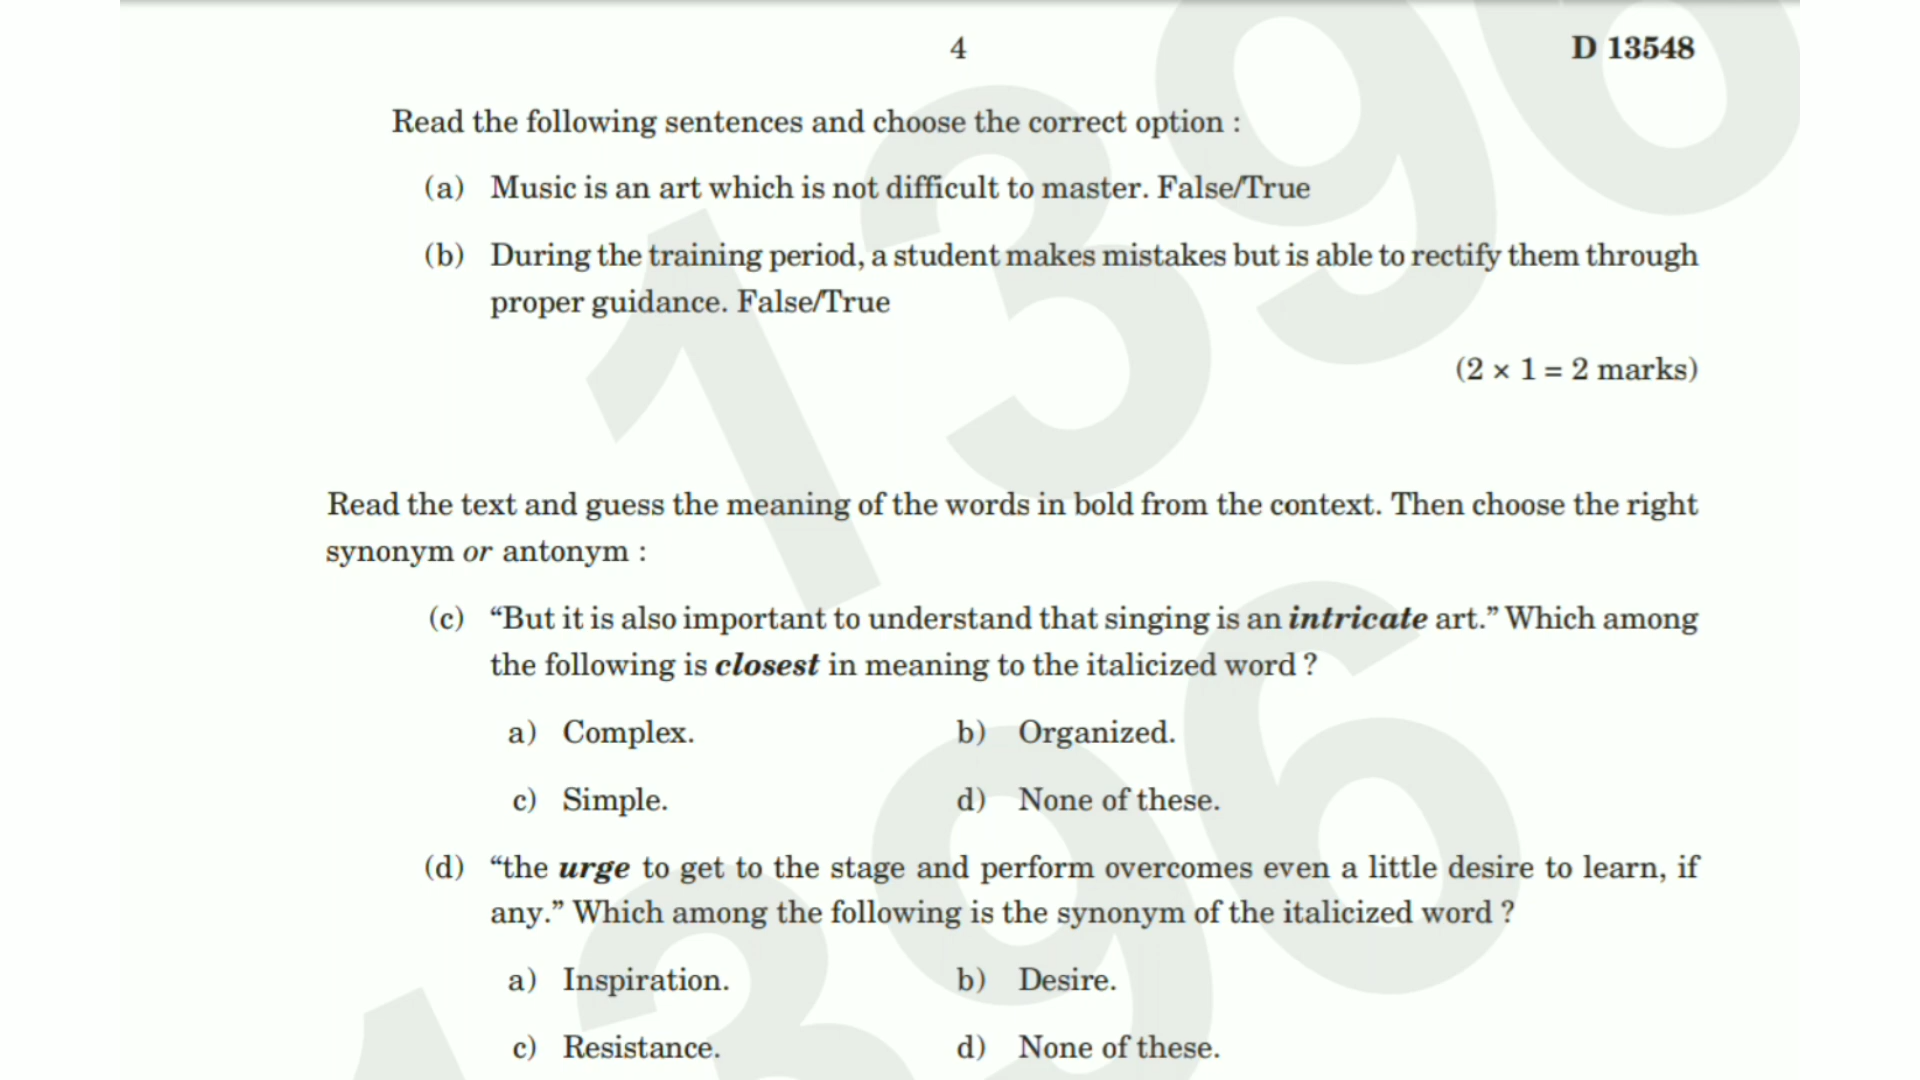 4
D 13548
Read the following sentences and choose the correct option :
(a) Music is an art which is not difficult to master. False/True
(b) During the training period, a student makes mistakes but is able to rectify them through
proper guidance. False/True
(2 × 1 = 2 marks)
Read the text and guess the meaning of the words in bold from the context. Then choose the right
synonym or antonym :
(c) “But it is also important to understand that singing is an intricate art.” Which among
the following is closest in meaning to the italicized word ?
a) Complex. b) Organized.
c) Simple. d) None of these.
(d) “the urge to get to the stage and perform overcomes even a little desire to learn, if
any.” Which among the following is the synonym of the italicized word ?
a) Inspiration. b) Desire.
c) Resistance. d) None of these.
1396
1396